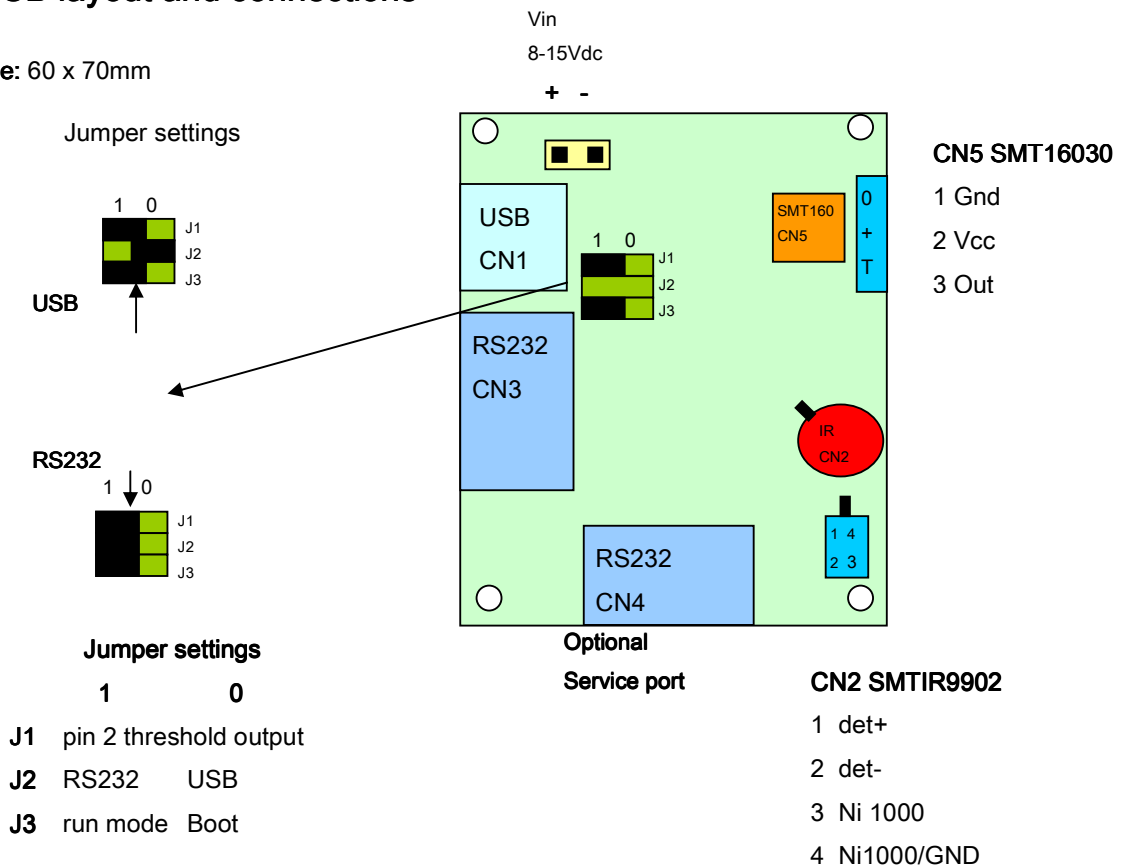 layout and connections
Vin
8-15Vdc
+ -
e: 60 x 70mm
Jumper settings
1 0
J1
J2
J3
USB
RS232
1 0
J1
J2
J3
USB
CN1
1 0
J1
J2
J3
RS232
CN3
SMT160
CN5
0
+
T
IR
CN2
1 4
2 3
RS232
CN4
Optional
Service port
CN5 SMT16030
1 Gnd
2 Vcc
3 Out
Jumper settings
1 0
J1 pin 2 threshold output
J2 RS232 USB
J3 run mode Boot
CN2 SMTIR9902
1 det+
2 det-
3 Ni 1000
4 Ni1000/GND